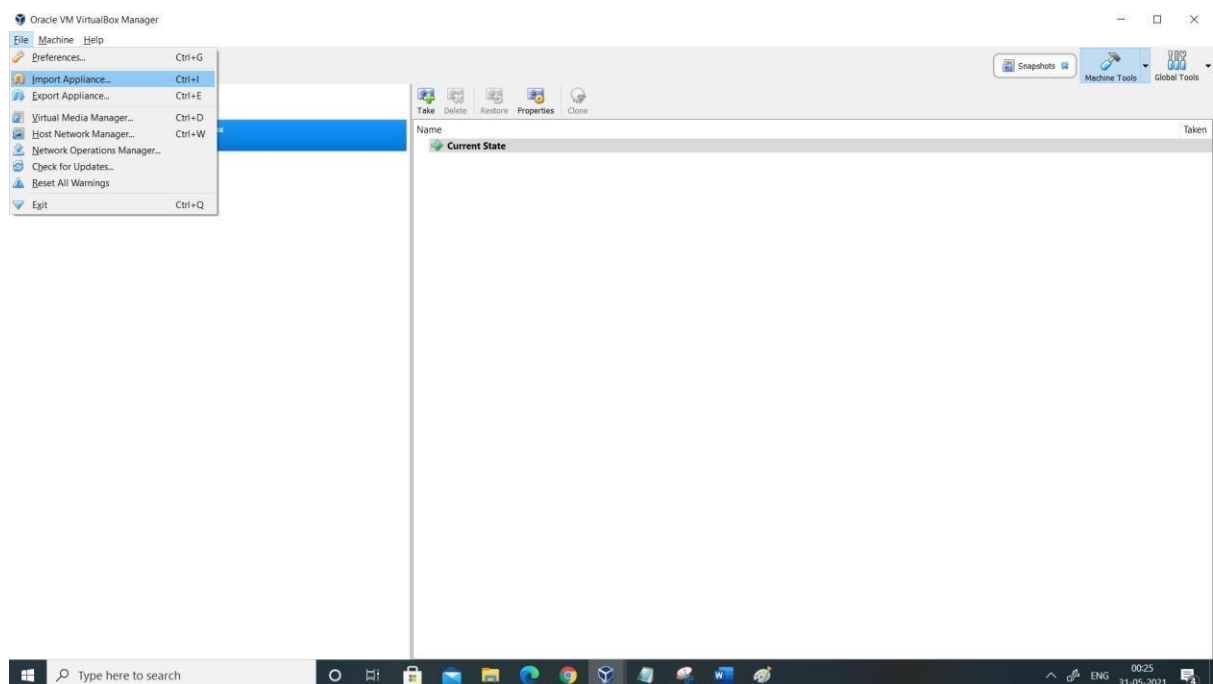 Oracle VM VirtualBox Manager
File Machine Help
Preferences... Ctrl+G
Import Appliance... Ctrl+I
Export Appliance... Ctrl+E
Virtual Media Manager... Ctrl+D
Host Network Manager... Ctrl+W
Network Operations Manager...
Check for Updates...
Reset All Warnings
Exit Ctrl+Q
Snapshots
Machine Tools
Global Tools
Take Delete Restore Properties Clone
Name Taken
Current State
Type here to search
ENG
00:25
31-05-2021
4